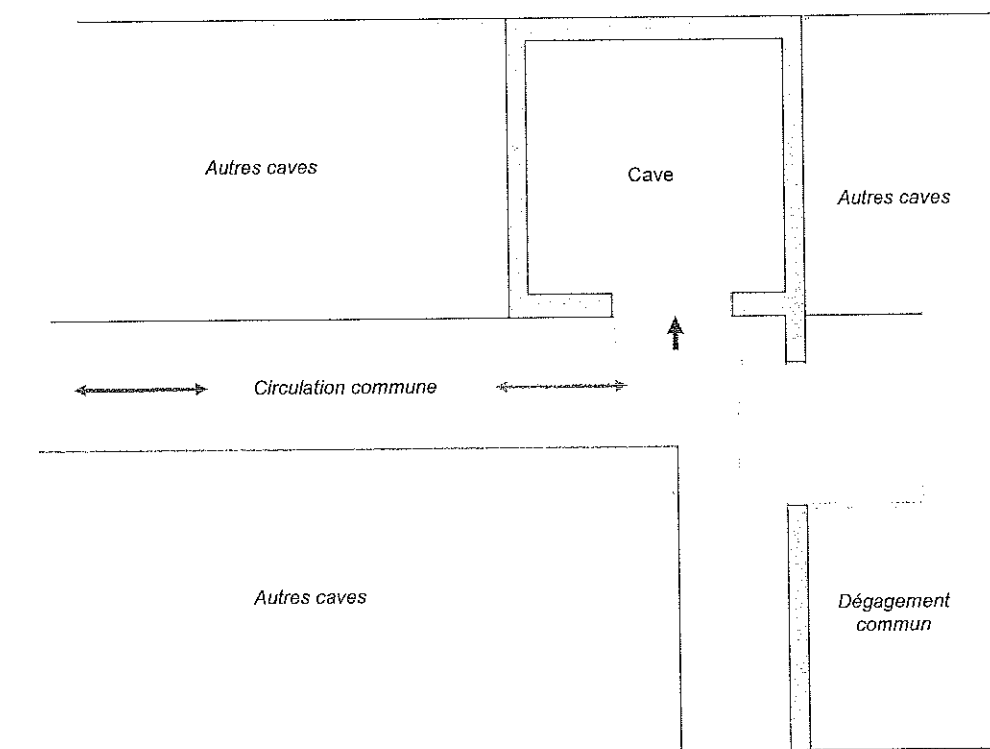 Autres caves
Cave
Autres caves
Circulation commune
Autres caves
Dégagement
commun